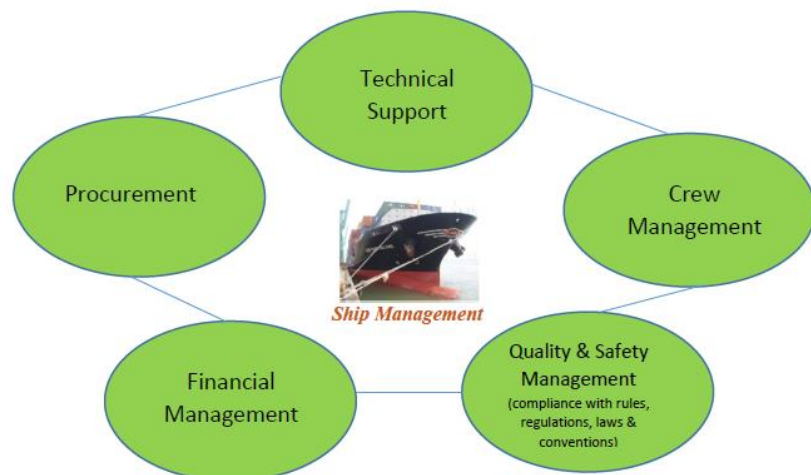 Technical
Support
Procurement
Crew
Management
Ship Management
Financial
Management
Quality & Safety
Management
(compliance with rules,
regulations, laws &
conventions)